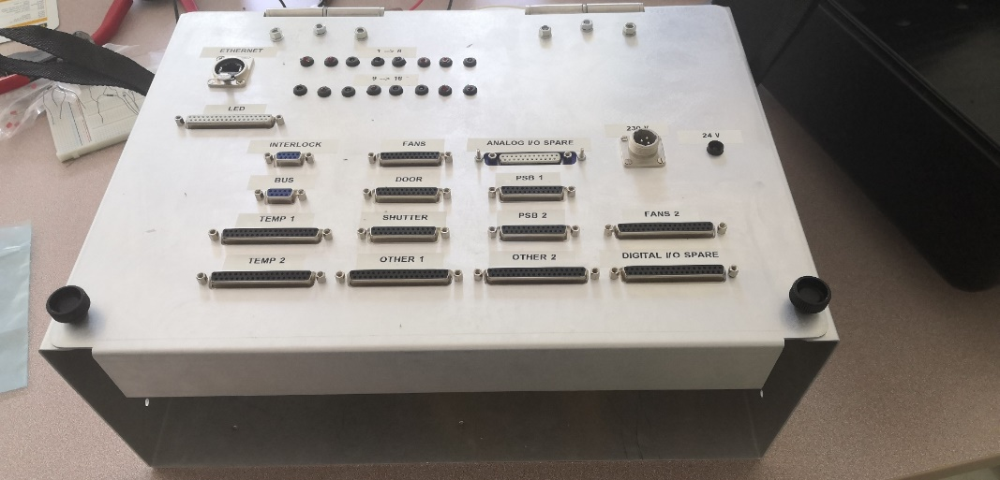 ETHERNET
1 --> 8
9 --> 16
LED
230 V
24 V
INTERLOCK
FANS
ANALOG I/O SPARE
BUS
DOOR
PSB 1
TEMP 1
SHUTTER
PSB 2
FANS 2
TEMP 2
OTHER 1
OTHER 2
DIGITAL I/O SPARE